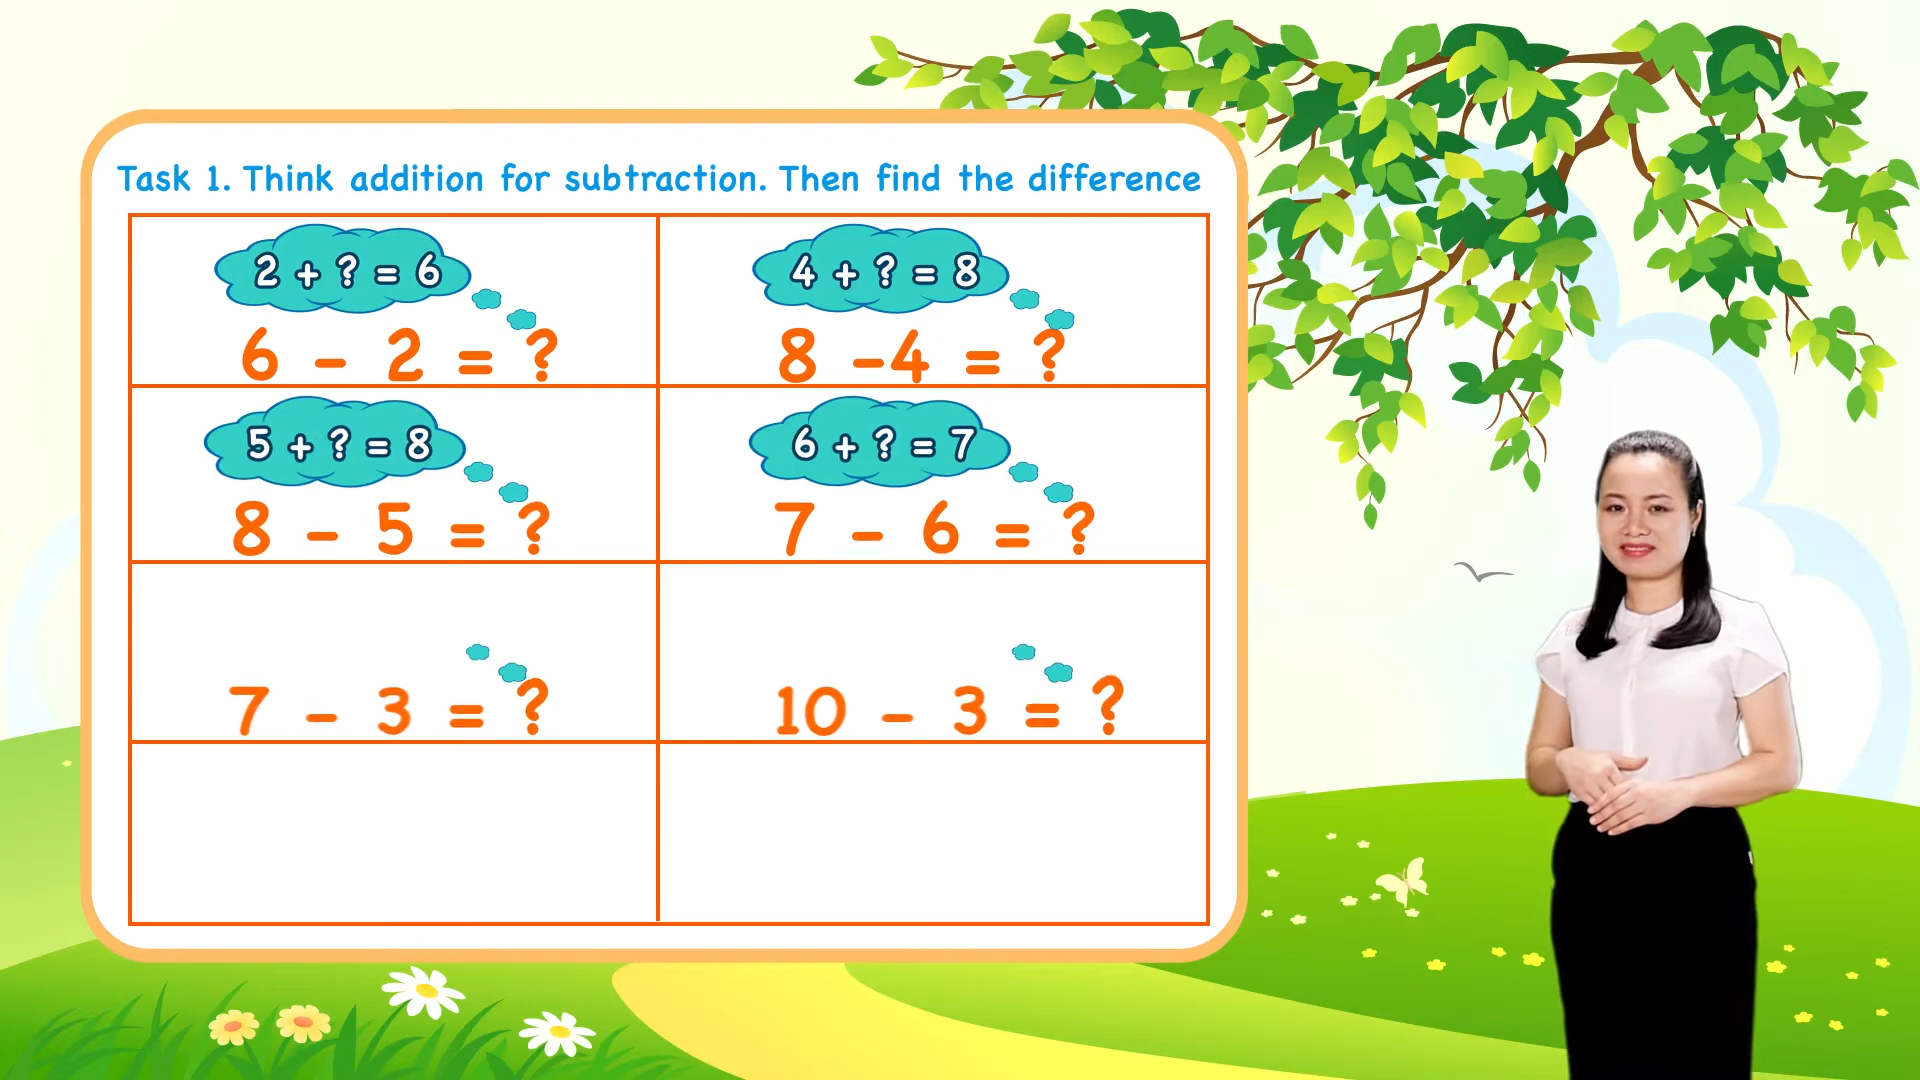 Task 1. Think addition for subtraction. Then find the difference
2 + ? = 6
6 - 2 = ?
4 + ? = 8
8 -4 = ?
5 + ? = 8
8 - 5 = ?
6 + ? = 7
7 - 6 = ?
7 - 3 = ?
10 - 3 = ?